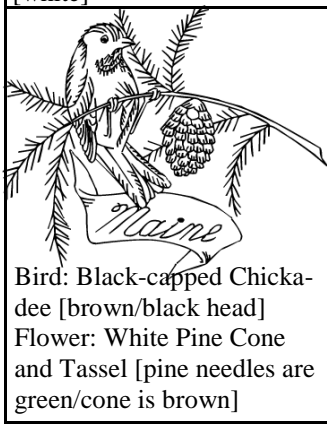 [white]
Maine
Bird: Black-capped Chicka-
dee [brown/black head]
Flower: White Pine Cone
and Tassel [pine needles are
green/cone is brown]